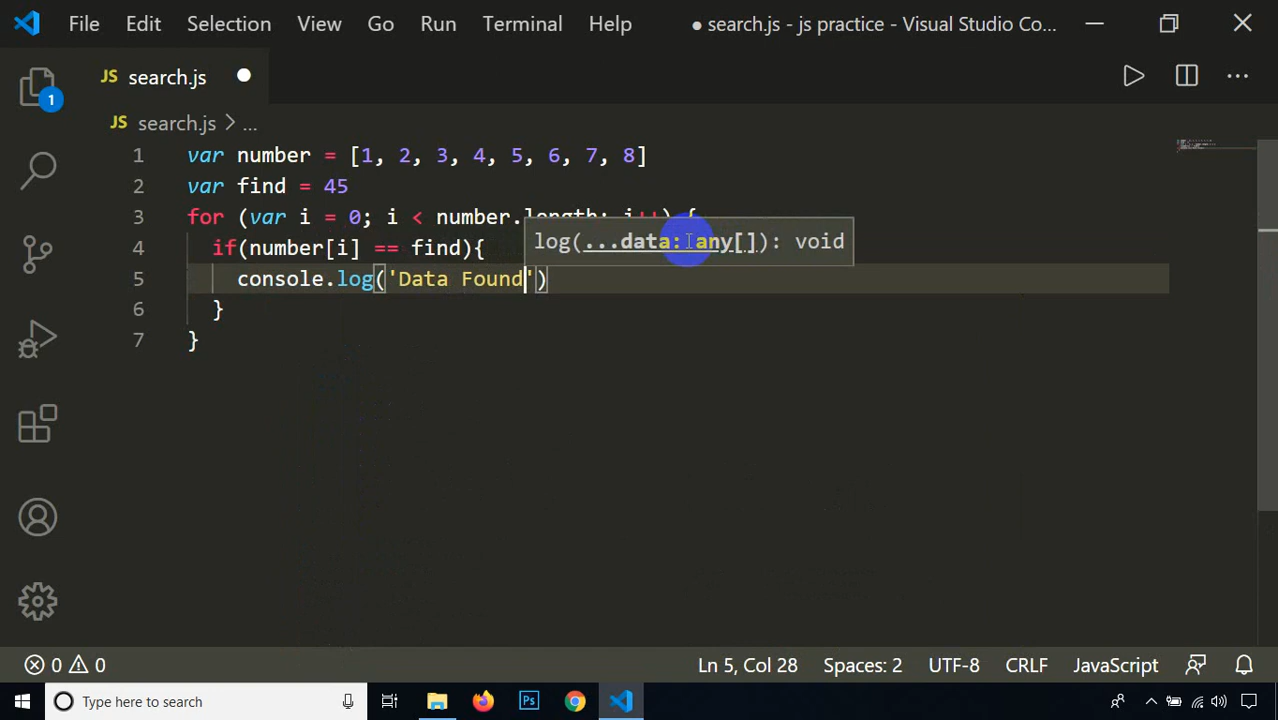 File Edit Selection View Go Run Terminal Help ● search.js - js practice - Visual Studio Co...
JS search.js
1
JS search.js > ...
1 var number = [1, 2, 3, 4, 5, 6, 7, 8]
2 var find = 45
3 for (var i = 0; i < number.length; i++) {
log(...data: any[]): void
4 if(number[i] == find){
5 console.log('Data Found')
6 }
7 }
0 0 Ln 5, Col 28 Spaces: 2 UTF-8 CRLF JavaScript
Type here to search Ps